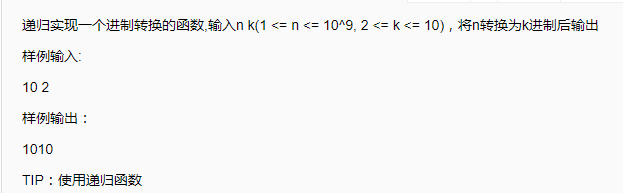 递归实现一个进制转换的函数,输入n k(1 <= n <= 10^9, 2 <= k <= 10)，将n转换为k进制后输出
样例输入:
10 2
样例输出：
1010
TIP：使用递归函数